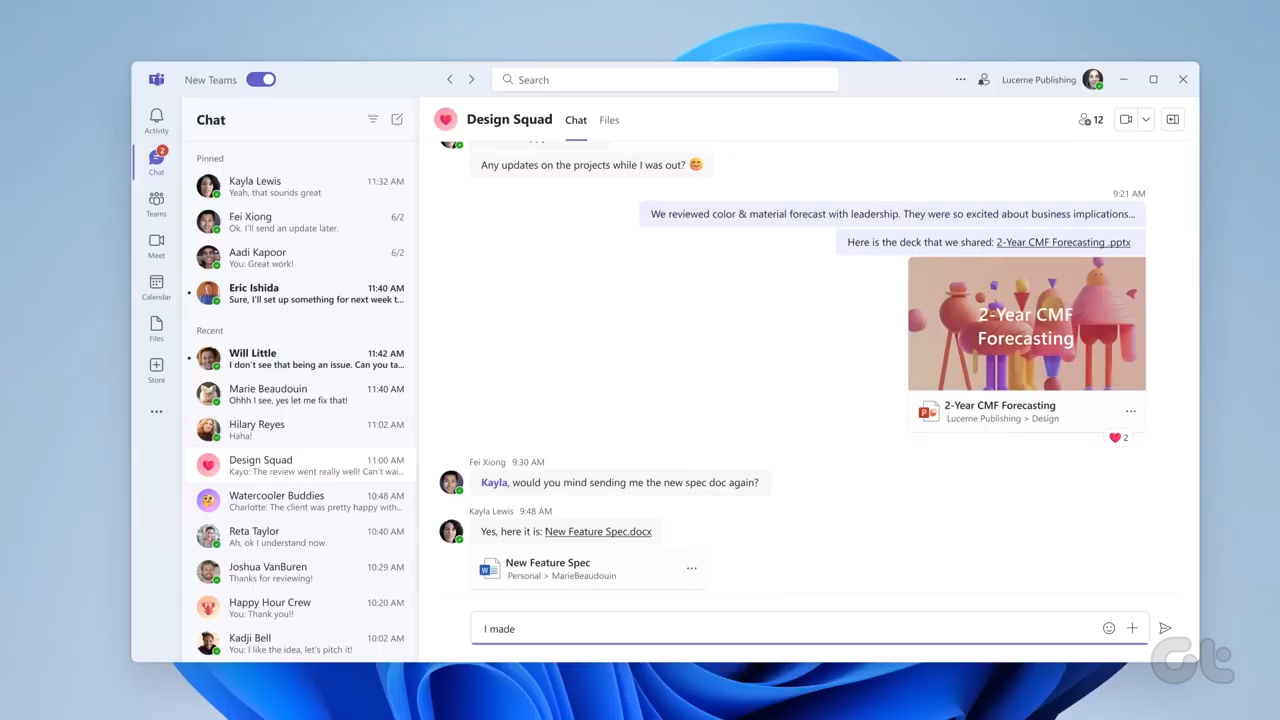 New Teams
Search
Lucerne Publishing
Activity
2
Chat
Teams
Meet
Calendar
Files
Store
Chat
Pinned
Kayla Lewis 11:32 AM
Yeah, that sounds great
Fei Xiong 6/2
Ok. I'll send an update later.
Aadi Kapoor 6/2
You: Great work!
Eric Ishida 11:40 AM
Sure, I'll set up something for next week t...
Recent
Will Little 11:42 AM
I don't see that being an issue. Can you ta...
Marie Beaudouin 11:40 AM
Ohhh I see, yes let me fix that!
Hilary Reyes 11:02 AM
Haha!
Design Squad 11:00 AM
Kayo: The review went really well! Can't wai...
Watercooler Buddies 10:48 AM
Charlotte: The client was pretty happy with...
Reta Taylor 10:40 AM
Ah, ok I understand now.
Joshua VanBuren 10:29 AM
Thanks for reviewing!
Happy Hour Crew 10:20 AM
You: Thank you!!
Kadji Bell 10:02 AM
You: I like the idea, let's pitch it!
Design Squad Chat Files
12
Any updates on the projects while I was out? 😊
9:21 AM
We reviewed color & material forecast with leadership. They were so excited about business implications...
Here is the deck that we shared: 2-Year CMF Forecasting .pptx
2-Year CMF
Forecasting
P
2-Year CMF Forecasting
Lucerne Publishing > Design
2
Fei Xiong 9:30 AM
Kayla, would you mind sending me the new spec doc again?
Kayla Lewis 9:48 AM
Yes, here it is: New Feature Spec.docx
W
New Feature Spec
Personal > MarieBeaudouin
I made
Gt